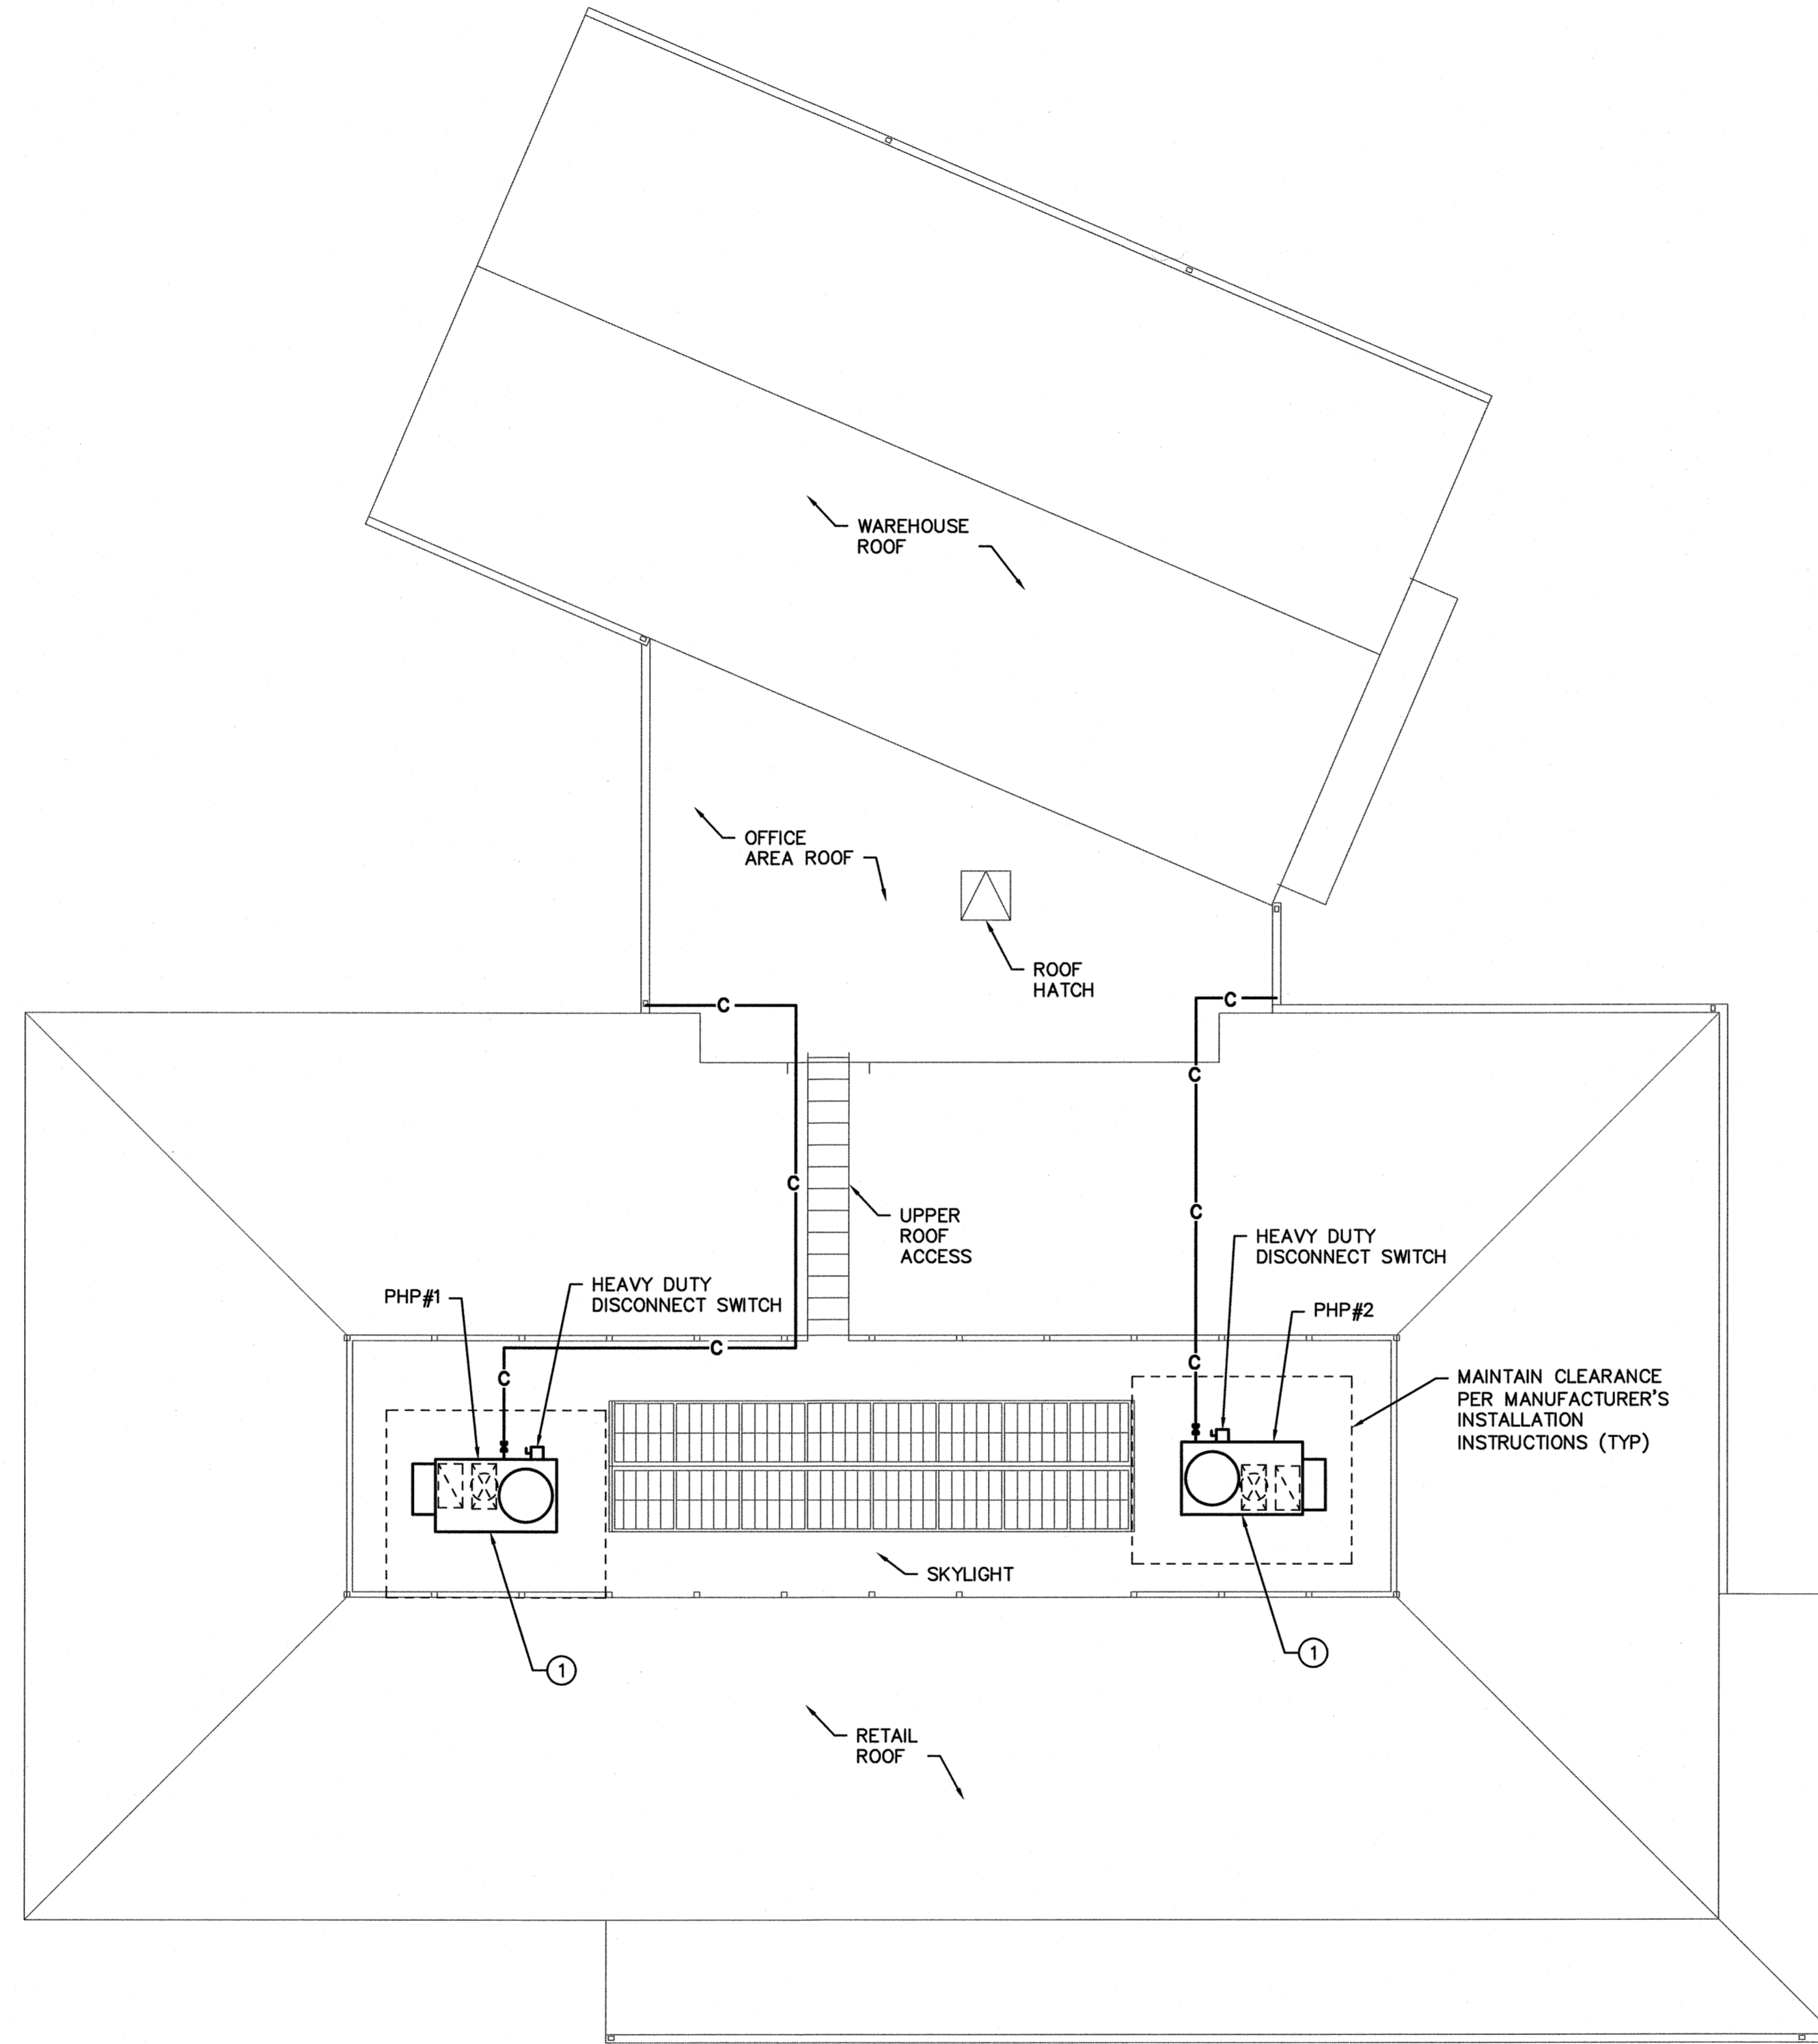 WAREHOUSE
ROOF
OFFICE
AREA ROOF
ROOF
HATCH
C
C
C
C
UPPER
ROOF
ACCESS
C
HEAVY DUTY
DISCONNECT SWITCH
HEAVY DUTY
DISCONNECT SWITCH
PHP#1
PHP#2
C
C
C
MAINTAIN CLEARANCE
PER MANUFACTURER'S
INSTALLATION
INSTRUCTIONS (TYP)
SKYLIGHT
1
1
RETAIL
ROOF